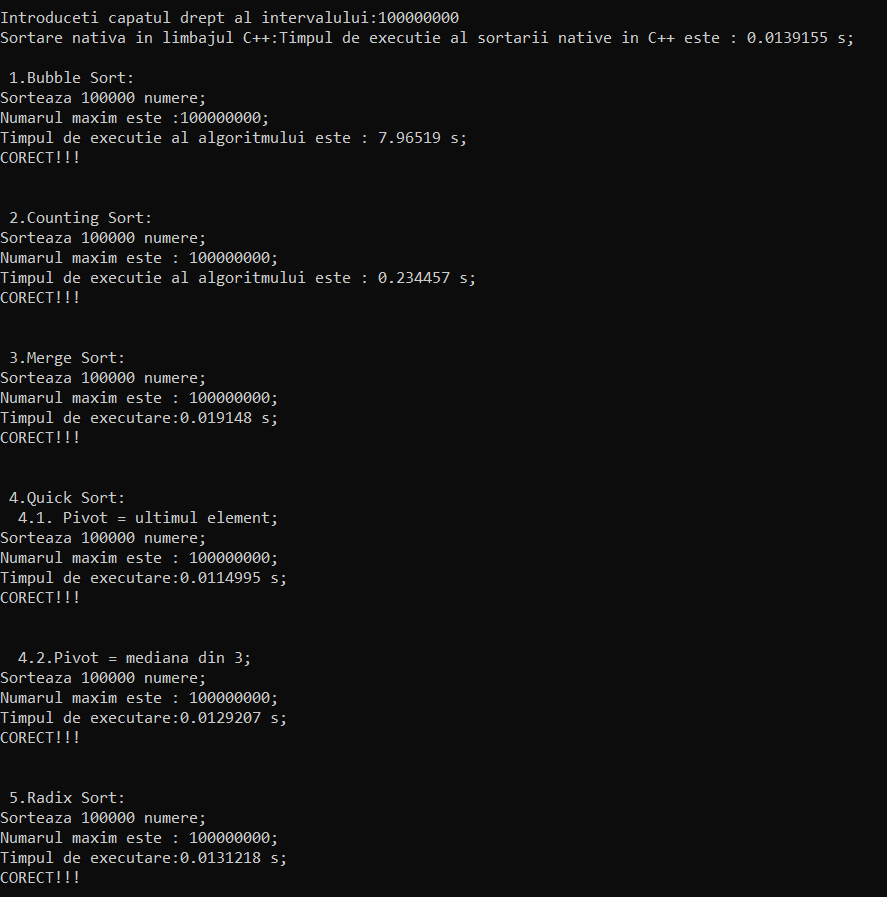 Introduceti capatul drept al intervalului:100000000
Sortare nativa in limbajul C++:Timpul de executie al sortarii native in C++ este : 0.0139155 s;
1.Bubble Sort:
Sorteaza 100000 numere;
Numarul maxim este :100000000;
Timpul de executie al algoritmului este : 7.96519 s;
CORECT!!!
2.Counting Sort:
Sorteaza 100000 numere;
Numarul maxim este : 100000000;
Timpul de executie al algoritmului este : 0.234457 s;
CORECT!!!
3.Merge Sort:
Sorteaza 100000 numere;
Numarul maxim este : 100000000;
Timpul de executare:0.019148 s;
CORECT!!!
4.Quick Sort:
4.1. Pivot = ultimul element;
Sorteaza 100000 numere;
Numarul maxim este : 100000000;
Timpul de executare:0.0114995 s;
CORECT!!!
4.2.Pivot = mediana din 3;
Sorteaza 100000 numere;
Numarul maxim este : 100000000;
Timpul de executare:0.0129207 s;
CORECT!!!
5.Radix Sort:
Sorteaza 100000 numere;
Numarul maxim este : 100000000;
Timpul de executare:0.0131218 s;
CORECT!!!